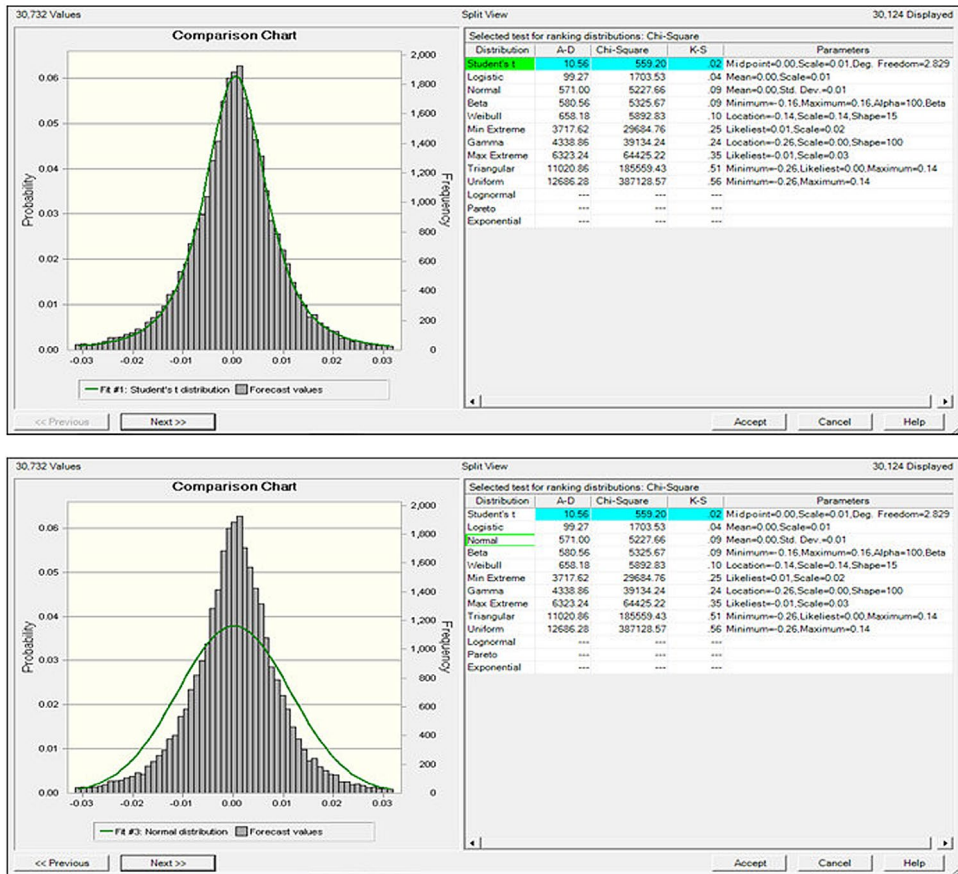 30,732 Values Split View 30,124 Displayed
Comparison Chart
Probability
0.06
0.05
0.04
0.03
0.02
0.01
0.00
2,000
1,800
1,600
1,400
1,200
1,000
800
600
400
200
0
Frequency
-0.03 -0.02 -0.01 0.00 0.01 0.02 0.03
Fit #1: Student's t distribution Forecast values
Selected test for ranking distributions: Chi-Square
Distribution A-D Chi-Square K-S Parameters
Student's t 10.56 559.20 .02 Midpoint=0.00,Scale=0.01,Deg. Freedom=2.829
Logistic 99.27 1703.53 .04 Mean=0.00,Scale=0.01
Normal 571.00 5227.66 .09 Mean=0.00,Std. Dev.=0.01
Beta 580.56 5325.67 .09 Minimum=-0.16,Maximum=0.16,Alpha=100,Beta
Weibull 658.18 5892.83 .10 Location=-0.14,Scale=0.14,Shape=15
Min Extreme 3717.62 29684.76 .25 Likeliest=0.01,Scale=0.02
Gamma 4338.86 39134.24 .24 Location=-0.26,Scale=0.00,Shape=100
Max Extreme 6323.24 64425.22 .35 Likeliest=-0.01,Scale=0.03
Triangular 11020.86 185559.43 .51 Minimum=-0.26,Likeliest=0.00,Maximum=0.14
Uniform 12686.28 387128.57 .56 Minimum=-0.26,Maximum=0.14
Lognormal --- --- ---
Pareto --- --- ---
Exponential --- --- ---
<< Previous Next >> Accept Cancel Help
30,732 Values Split View 30,124 Displayed
Comparison Chart
Probability
0.06
0.05
0.04
0.03
0.02
0.01
0.00
2,000
1,800
1,600
1,400
1,200
1,000
800
600
400
200
0
Frequency
-0.03 -0.02 -0.01 0.00 0.01 0.02 0.03
Fit #3: Normal distribution Forecast values
Selected test for ranking distributions: Chi-Square
Distribution A-D Chi-Square K-S Parameters
Student's t 10.56 559.20 .02 Midpoint=0.00,Scale=0.01,Deg. Freedom=2.829
Logistic 99.27 1703.53 .04 Mean=0.00,Scale=0.01
Normal 571.00 5227.66 .09 Mean=0.00,Std. Dev.=0.01
Beta 580.56 5325.67 .09 Minimum=-0.16,Maximum=0.16,Alpha=100,Beta
Weibull 658.18 5892.83 .10 Location=-0.14,Scale=0.14,Shape=15
Min Extreme 3717.62 29684.76 .25 Likeliest=0.01,Scale=0.02
Gamma 4338.86 39134.24 .24 Location=-0.26,Scale=0.00,Shape=100
Max Extreme 6323.24 64425.22 .35 Likeliest=-0.01,Scale=0.03
Triangular 11020.86 185559.43 .51 Minimum=-0.26,Likeliest=0.00,Maximum=0.14
Uniform 12686.28 387128.57 .56 Minimum=-0.26,Maximum=0.14
Lognormal --- --- ---
Pareto --- --- ---
Exponential --- --- ---
<< Previous Next >> Accept Cancel Help